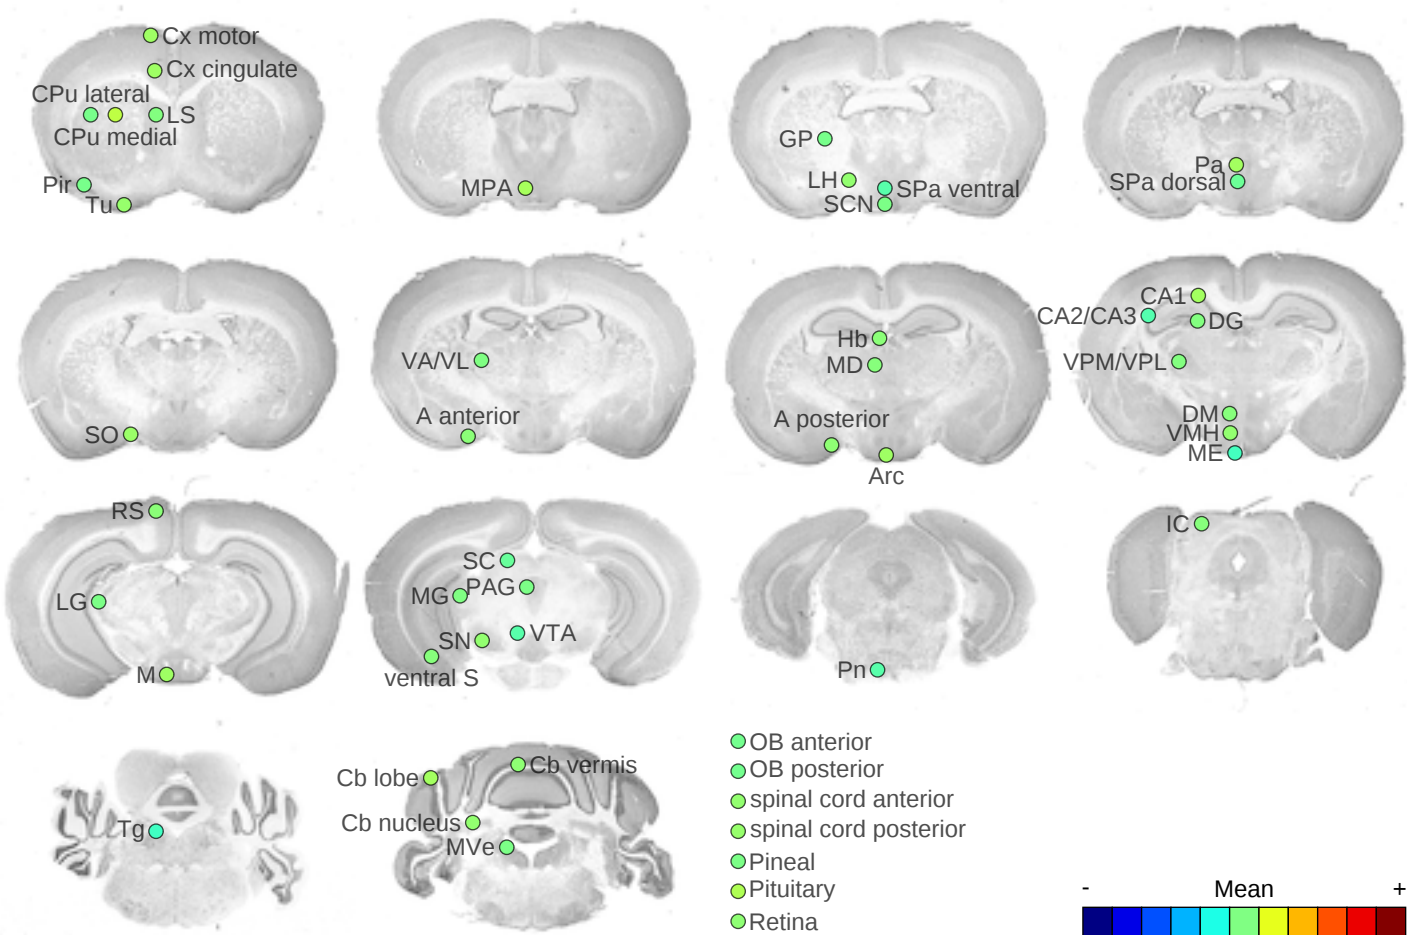 Cx motor
Cx cingulate
CPu lateral
LS
CPu medial
Pir
Tu
MPA
GP
LH
SPa ventral
SCN
Pa
SPa dorsal
SO
VA/VL
A anterior
Hb
MD
A posterior
Arc
CA1
CA2/CA3
DG
VPM/VPL
DM
VMH
ME
RS
LG
M
SC
PAG
MG
SN
VTA
ventral S
Pn
IC
Tg
Cb lobe
Cb vermis
Cb nucleus
MVe
OB anterior
OB posterior
spinal cord anterior
spinal cord posterior
Pineal
Pituitary
Retina
- Mean +